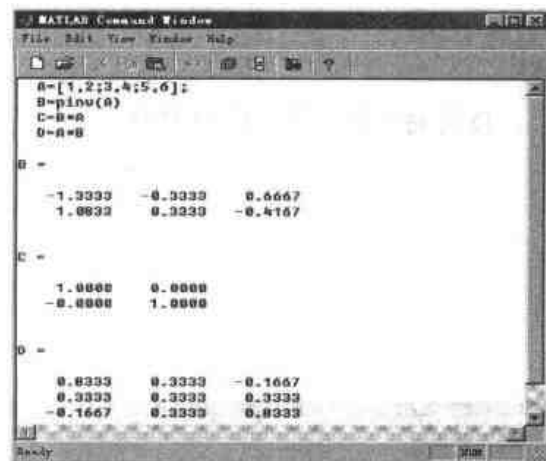 MATLAB Command Window
File Edit View Window Help
A=[1,2;3,4;5,6];
B=pinv(A)
C=B*A
D=A*B
B =
-1.3333 -0.3333 0.6667
1.0833 0.3333 -0.4167
C =
1.0000 0.0000
-0.0000 1.0000
D =
0.8333 0.3333 -0.1667
0.3333 0.3333 0.3333
-0.1667 0.3333 0.8333
Ready
NUM